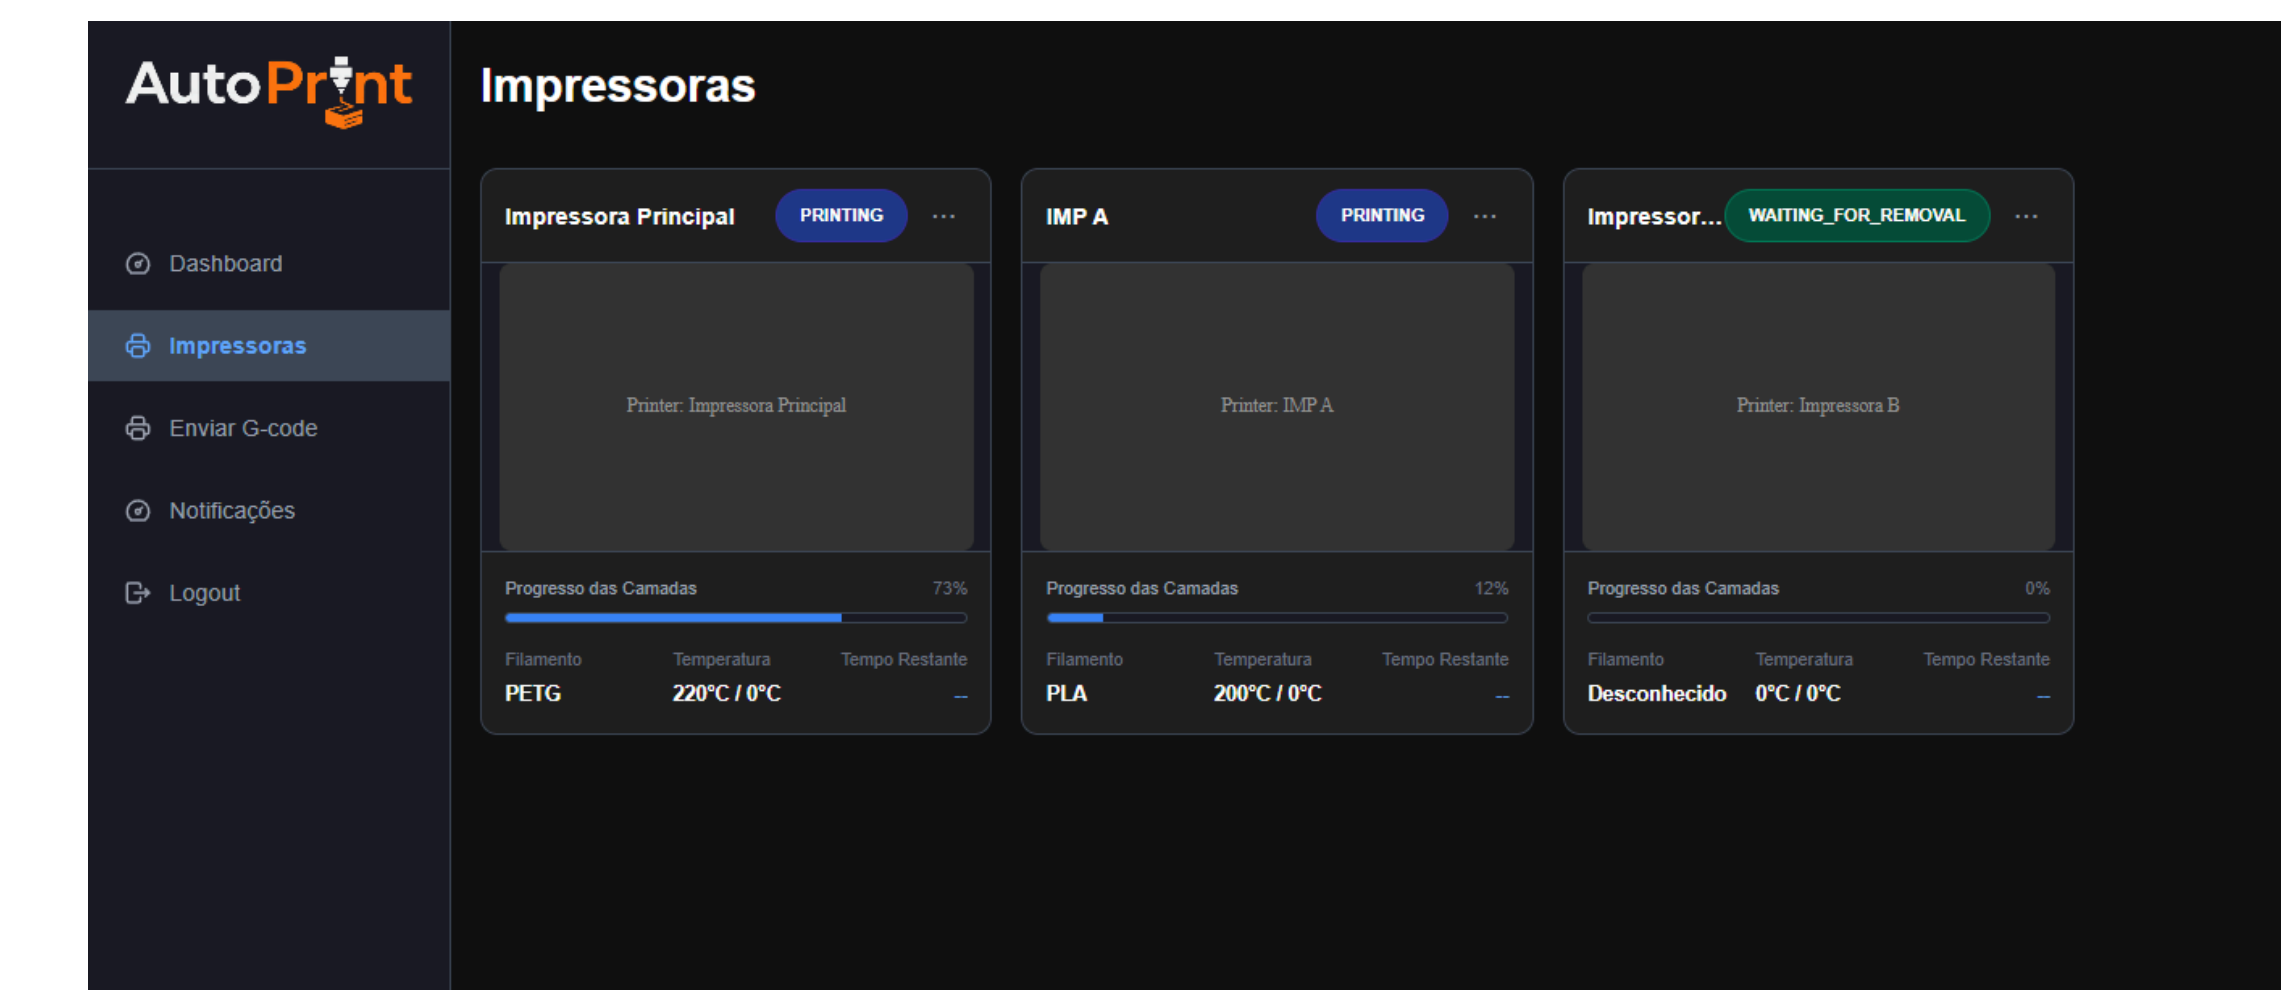 AutoPrint
Impressoras
Dashboard
Impressoras
Enviar G-code
Notificações
Logout
Impressora Principal PRINTING ...
Printer: Impressora Principal
Progresso das Camadas 73%
Filamento Temperatura Tempo Restante
PETG 220°C / 0°C --
IMP A PRINTING ...
Printer: IMP A
Progresso das Camadas 12%
Filamento Temperatura Tempo Restante
PLA 200°C / 0°C --
Impressor... WAITING_FOR_REMOVAL ...
Printer: Impressora B
Progresso das Camadas 0%
Filamento Temperatura Tempo Restante
Desconhecido 0°C / 0°C --